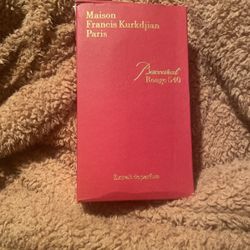 Maison
Francis Kurkdjian
Paris
Baccarat
Rouge 540
Extrait de parfum